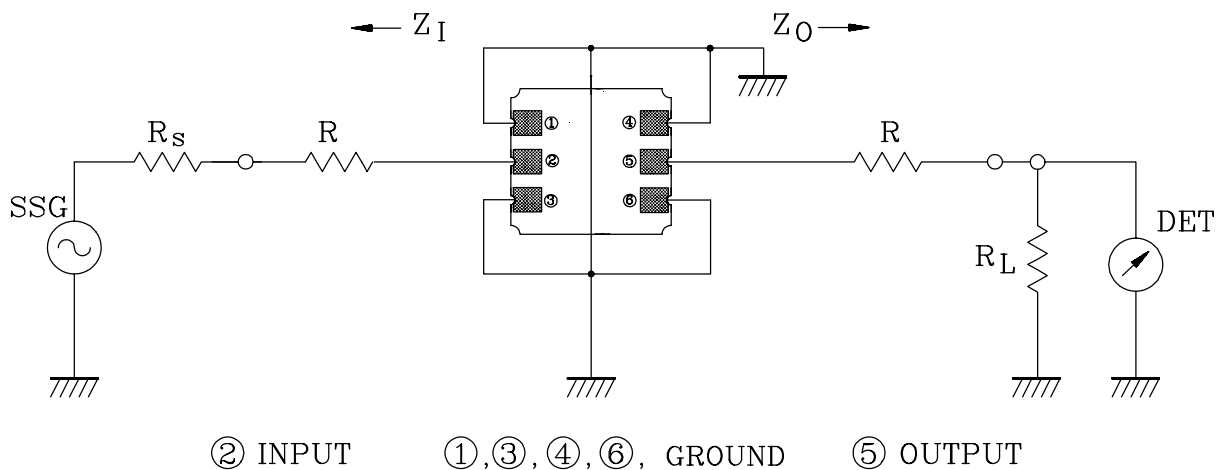 Z_I
Z_O
R_s
R
R
SSG
DET
R_L
①
②
③
④
⑤
⑥
② INPUT ①,③,④,⑥, GROUND ⑤ OUTPUT